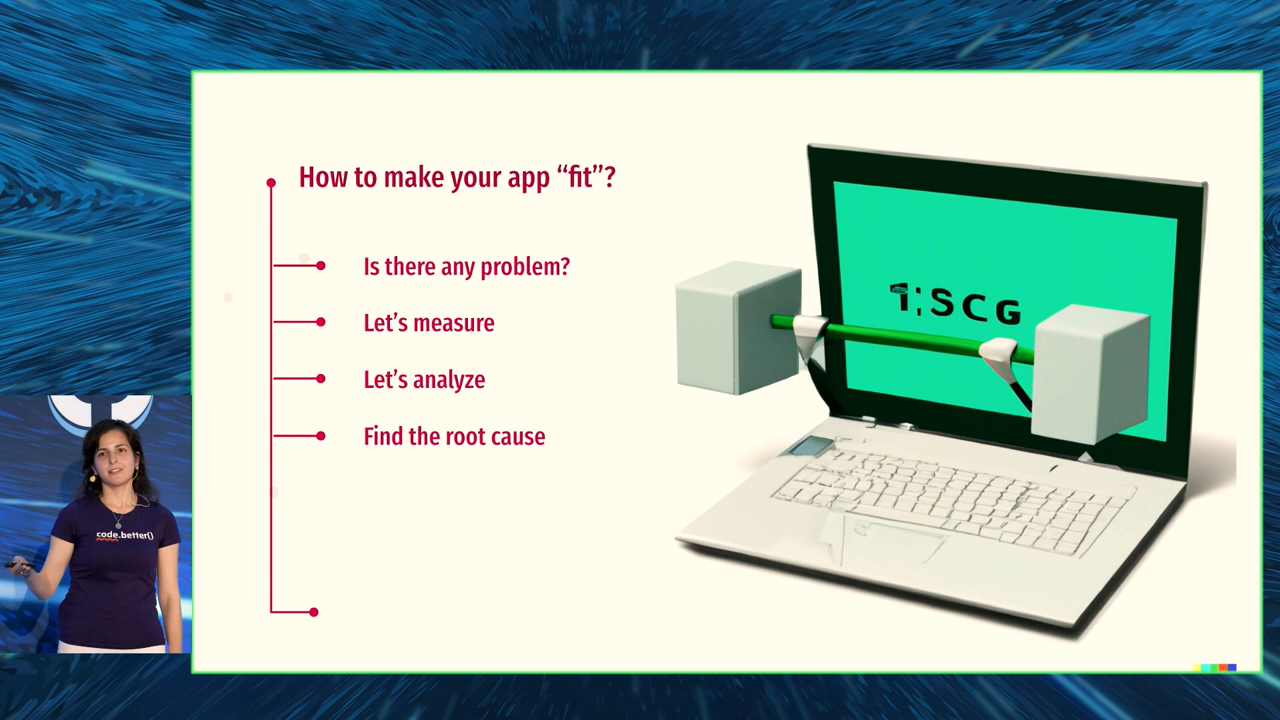 How to make your app “fit”?
Is there any problem?
Let’s measure
Let’s analyze
Find the root cause
1;SCG
code.better()